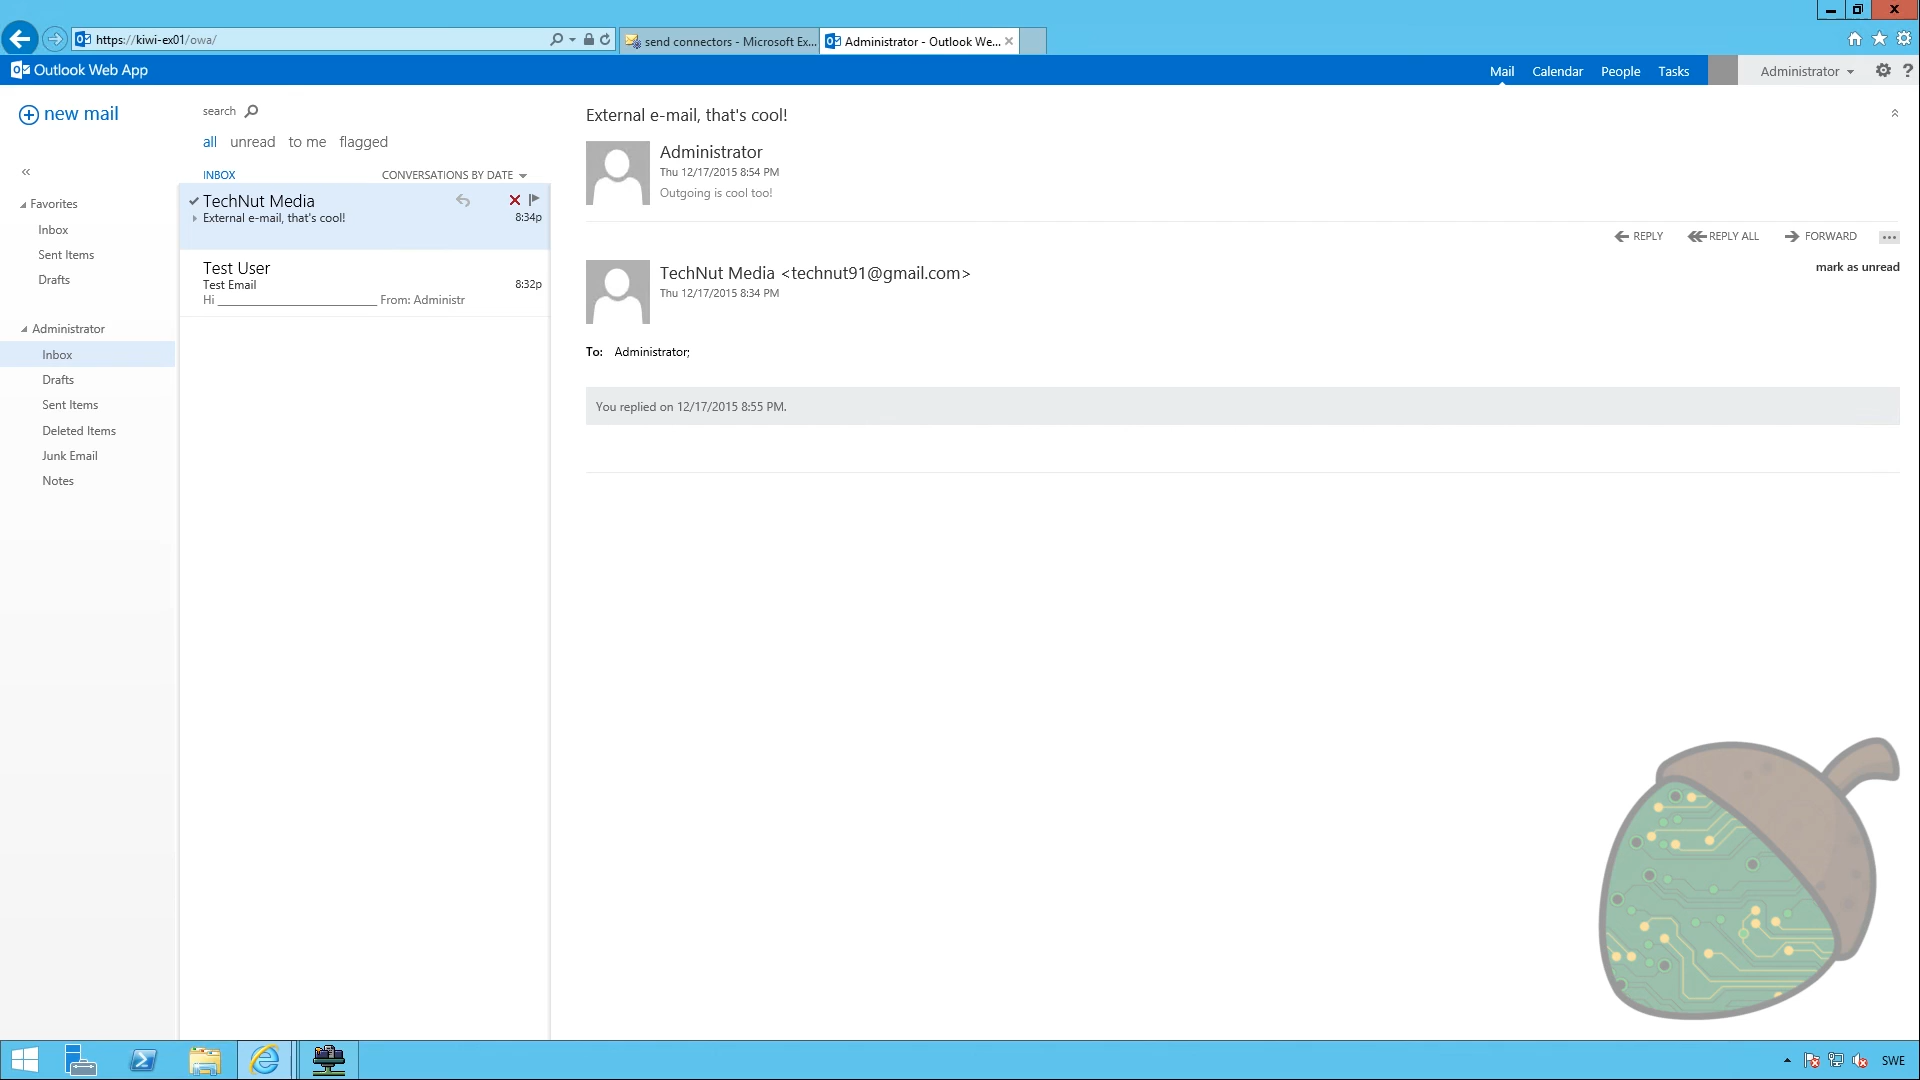 https://kiwi-ex01/owa/
send connectors - Microsoft Ex...
Administrator - Outlook We...
Outlook Web App
Mail
Calendar
People
Tasks
Administrator
?
new mail
search
all unread to me flagged
INBOX
CONVERSATIONS BY DATE
Favorites
Inbox
Sent Items
Drafts
Administrator
Inbox
Drafts
Sent Items
Deleted Items
Junk Email
Notes
TechNut Media
External e-mail, that's cool!
8:34p
Test User
Test Email
8:32p
Hi ________________________ From: Administr
External e-mail, that's cool!
Administrator
Thu 12/17/2015 8:54 PM
Outgoing is cool too!
REPLY
REPLY ALL
FORWARD
...
mark as unread
TechNut Media <technut91@gmail.com>
Thu 12/17/2015 8:34 PM
To: Administrator;
You replied on 12/17/2015 8:55 PM.
SWE